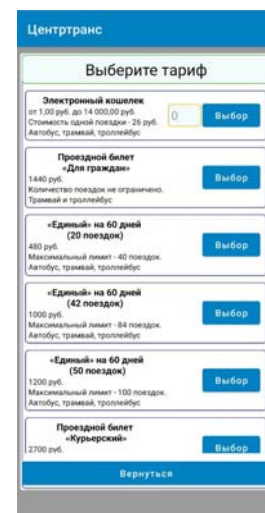 Центртранс
Выберите тариф
Электронный кошелек
от 1,00 руб. до 14 000,00 руб.
Стоимость одной поездки - 26 руб.
Автобус, трамвай, троллейбус
0
Выбор
Проездной билет
«Для граждан»
1440 руб.
Количество поездок не ограничено.
Трамвай и троллейбус
Выбор
«Единый» на 60 дней
(20 поездок)
480 руб.
Максимальный лимит - 40 поездок.
Автобус, трамвай, троллейбус
Выбор
«Единый» на 60 дней
(42 поездок)
1000 руб.
Максимальный лимит - 84 поездок.
Автобус, трамвай, троллейбус
Выбор
«Единый» на 60 дней
(50 поездок)
1200 руб.
Максимальный лимит - 100 поездок.
Автобус, трамвай, троллейбус
Выбор
Проездной билет
«Курьерский»
2700 руб.
Выбор
Вернуться